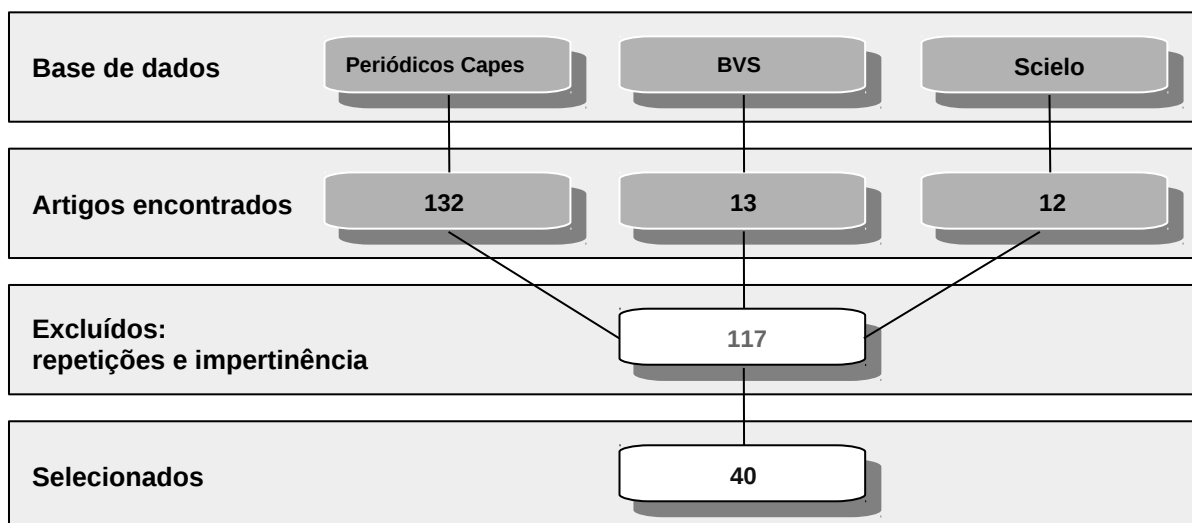 Base de dados
Periódicos Capes
BVS
Scielo
Artigos encontrados
132
13
12
Excluídos:
repetições e impertinência
117
Selecionados
40